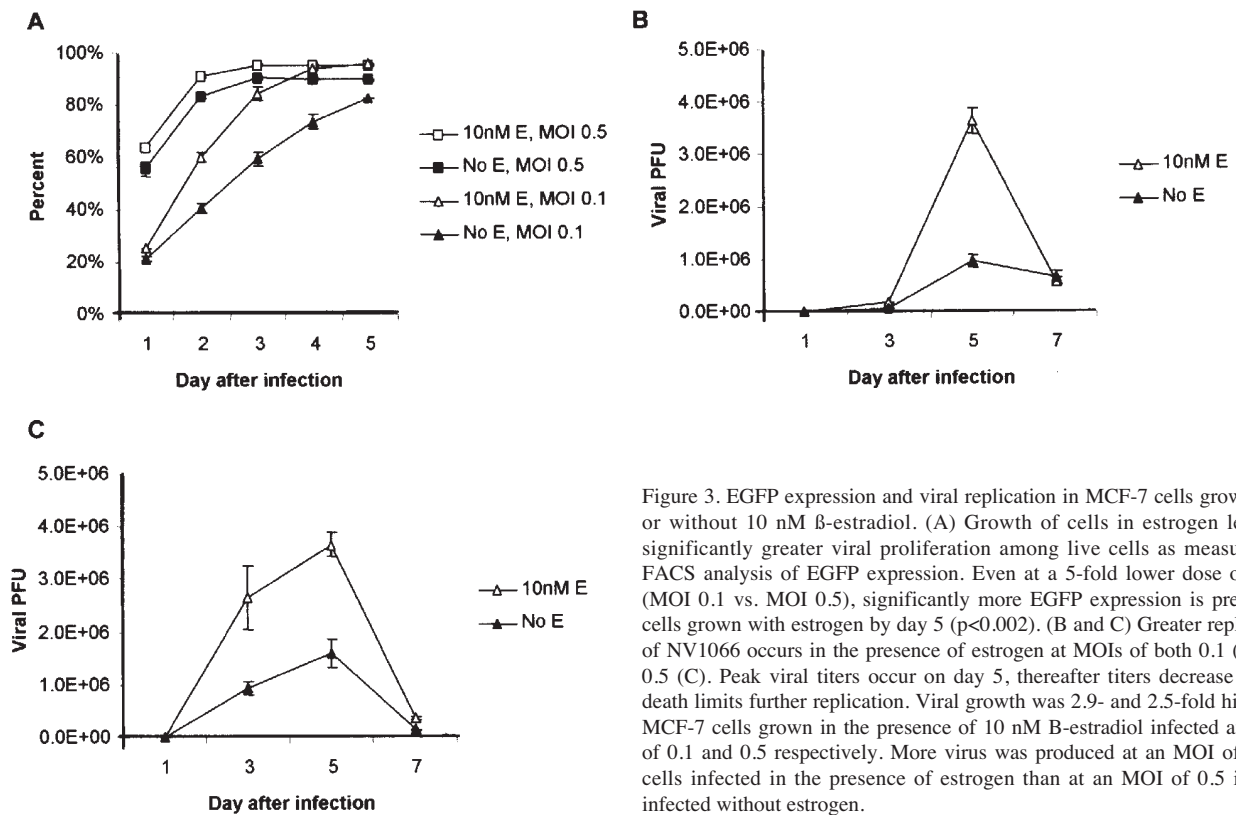 A
100%
80%
60%
40%
20%
0%
Percent
1 2 3 4 5
Day after infection
10nM E, MOI 0.5
No E, MOI 0.5
10nM E, MOI 0.1
No E, MOI 0.1
B
5.0E+06
4.0E+06
3.0E+06
2.0E+06
1.0E+06
0.0E+00
Viral PFU
1 3 5 7
Day after infection
10nM E
No E
C
5.0E+06
4.0E+06
3.0E+06
2.0E+06
1.0E+06
0.0E+00
Viral PFU
1 3 5 7
Day after infection
10nM E
No E
Figure 3. EGFP expression and viral replication in MCF-7 cells grow
or without 10 nM ß-estradiol. (A) Growth of cells in estrogen le
significantly greater viral proliferation among live cells as measu
FACS analysis of EGFP expression. Even at a 5-fold lower dose o
(MOI 0.1 vs. MOI 0.5), significantly more EGFP expression is pre
cells grown with estrogen by day 5 (p<0.002). (B and C) Greater repl
of NV1066 occurs in the presence of estrogen at MOIs of both 0.1 (
0.5 (C). Peak viral titers occur on day 5, thereafter titers decrease
death limits further replication. Viral growth was 2.9- and 2.5-fold hi
MCF-7 cells grown in the presence of 10 nM B-estradiol infected a
of 0.1 and 0.5 respectively. More virus was produced at an MOI of
cells infected in the presence of estrogen than at an MOI of 0.5 i
infected without estrogen.